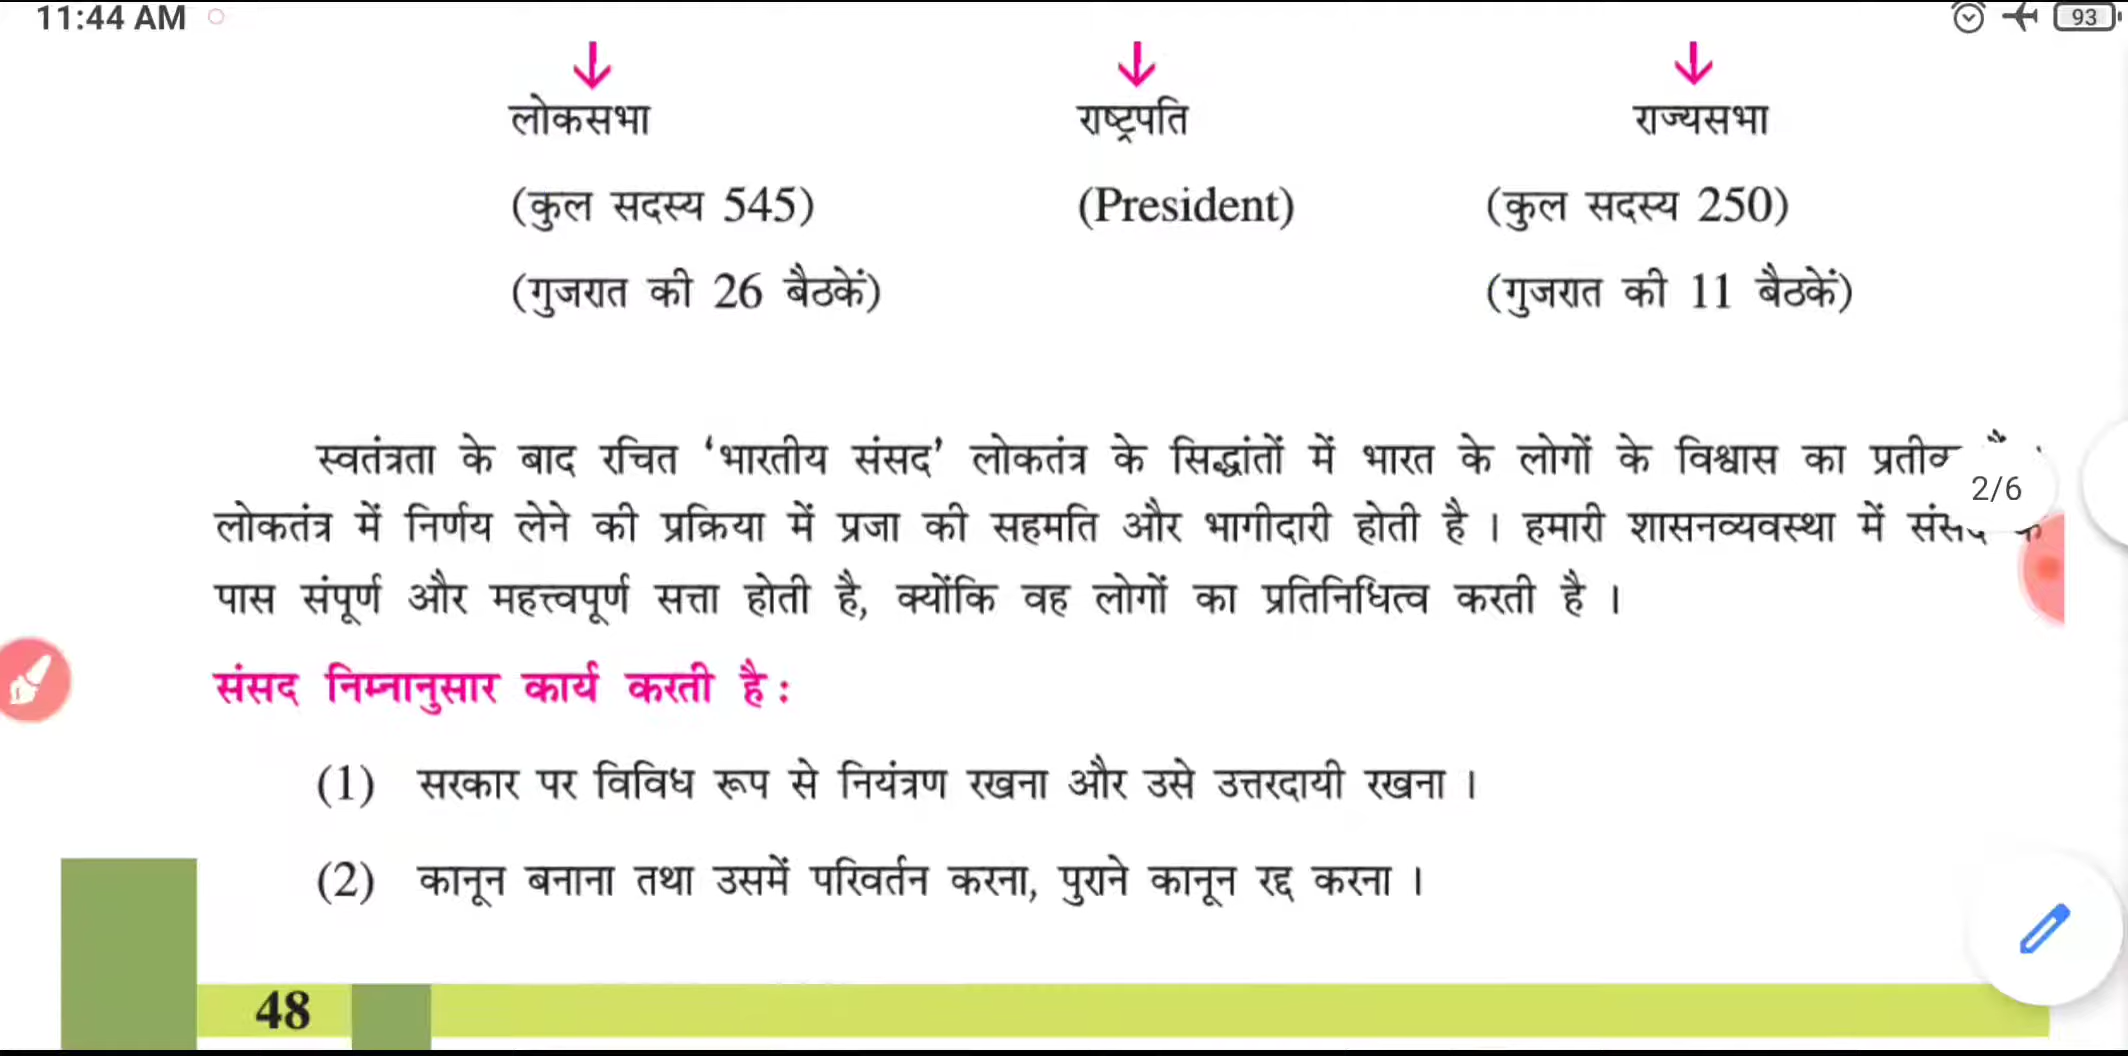 11:44 AM 93
लोकसभा राष्ट्रपति राज्यसभा
(कुल सदस्य 545) (President) (कुल सदस्य 250)
(गुजरात की 26 बैठकें) (गुजरात की 11 बैठकें)
स्वतंत्रता के बाद रचित ‘भारतीय संसद’ लोकतंत्र के सिद्धांतों में भारत के लोगों के विश्वास का
2/6
लोकतंत्र में निर्णय लेने की प्रक्रिया में प्रजा की सहमति और भागीदारी होती है । हमारी शासनव्यवस्था में
पास संपूर्ण और महत्त्वपूर्ण सत्ता होती है, क्योंकि वह लोगों का प्रतिनिधित्व करती है ।
संसद निम्नानुसार कार्य करती है :
(1) सरकार पर विविध रूप से नियंत्रण रखना और उसे उत्तरदायी रखना ।
(2) कानून बनाना तथा उसमें परिवर्तन करना, पुराने कानून रद्द करना ।
48